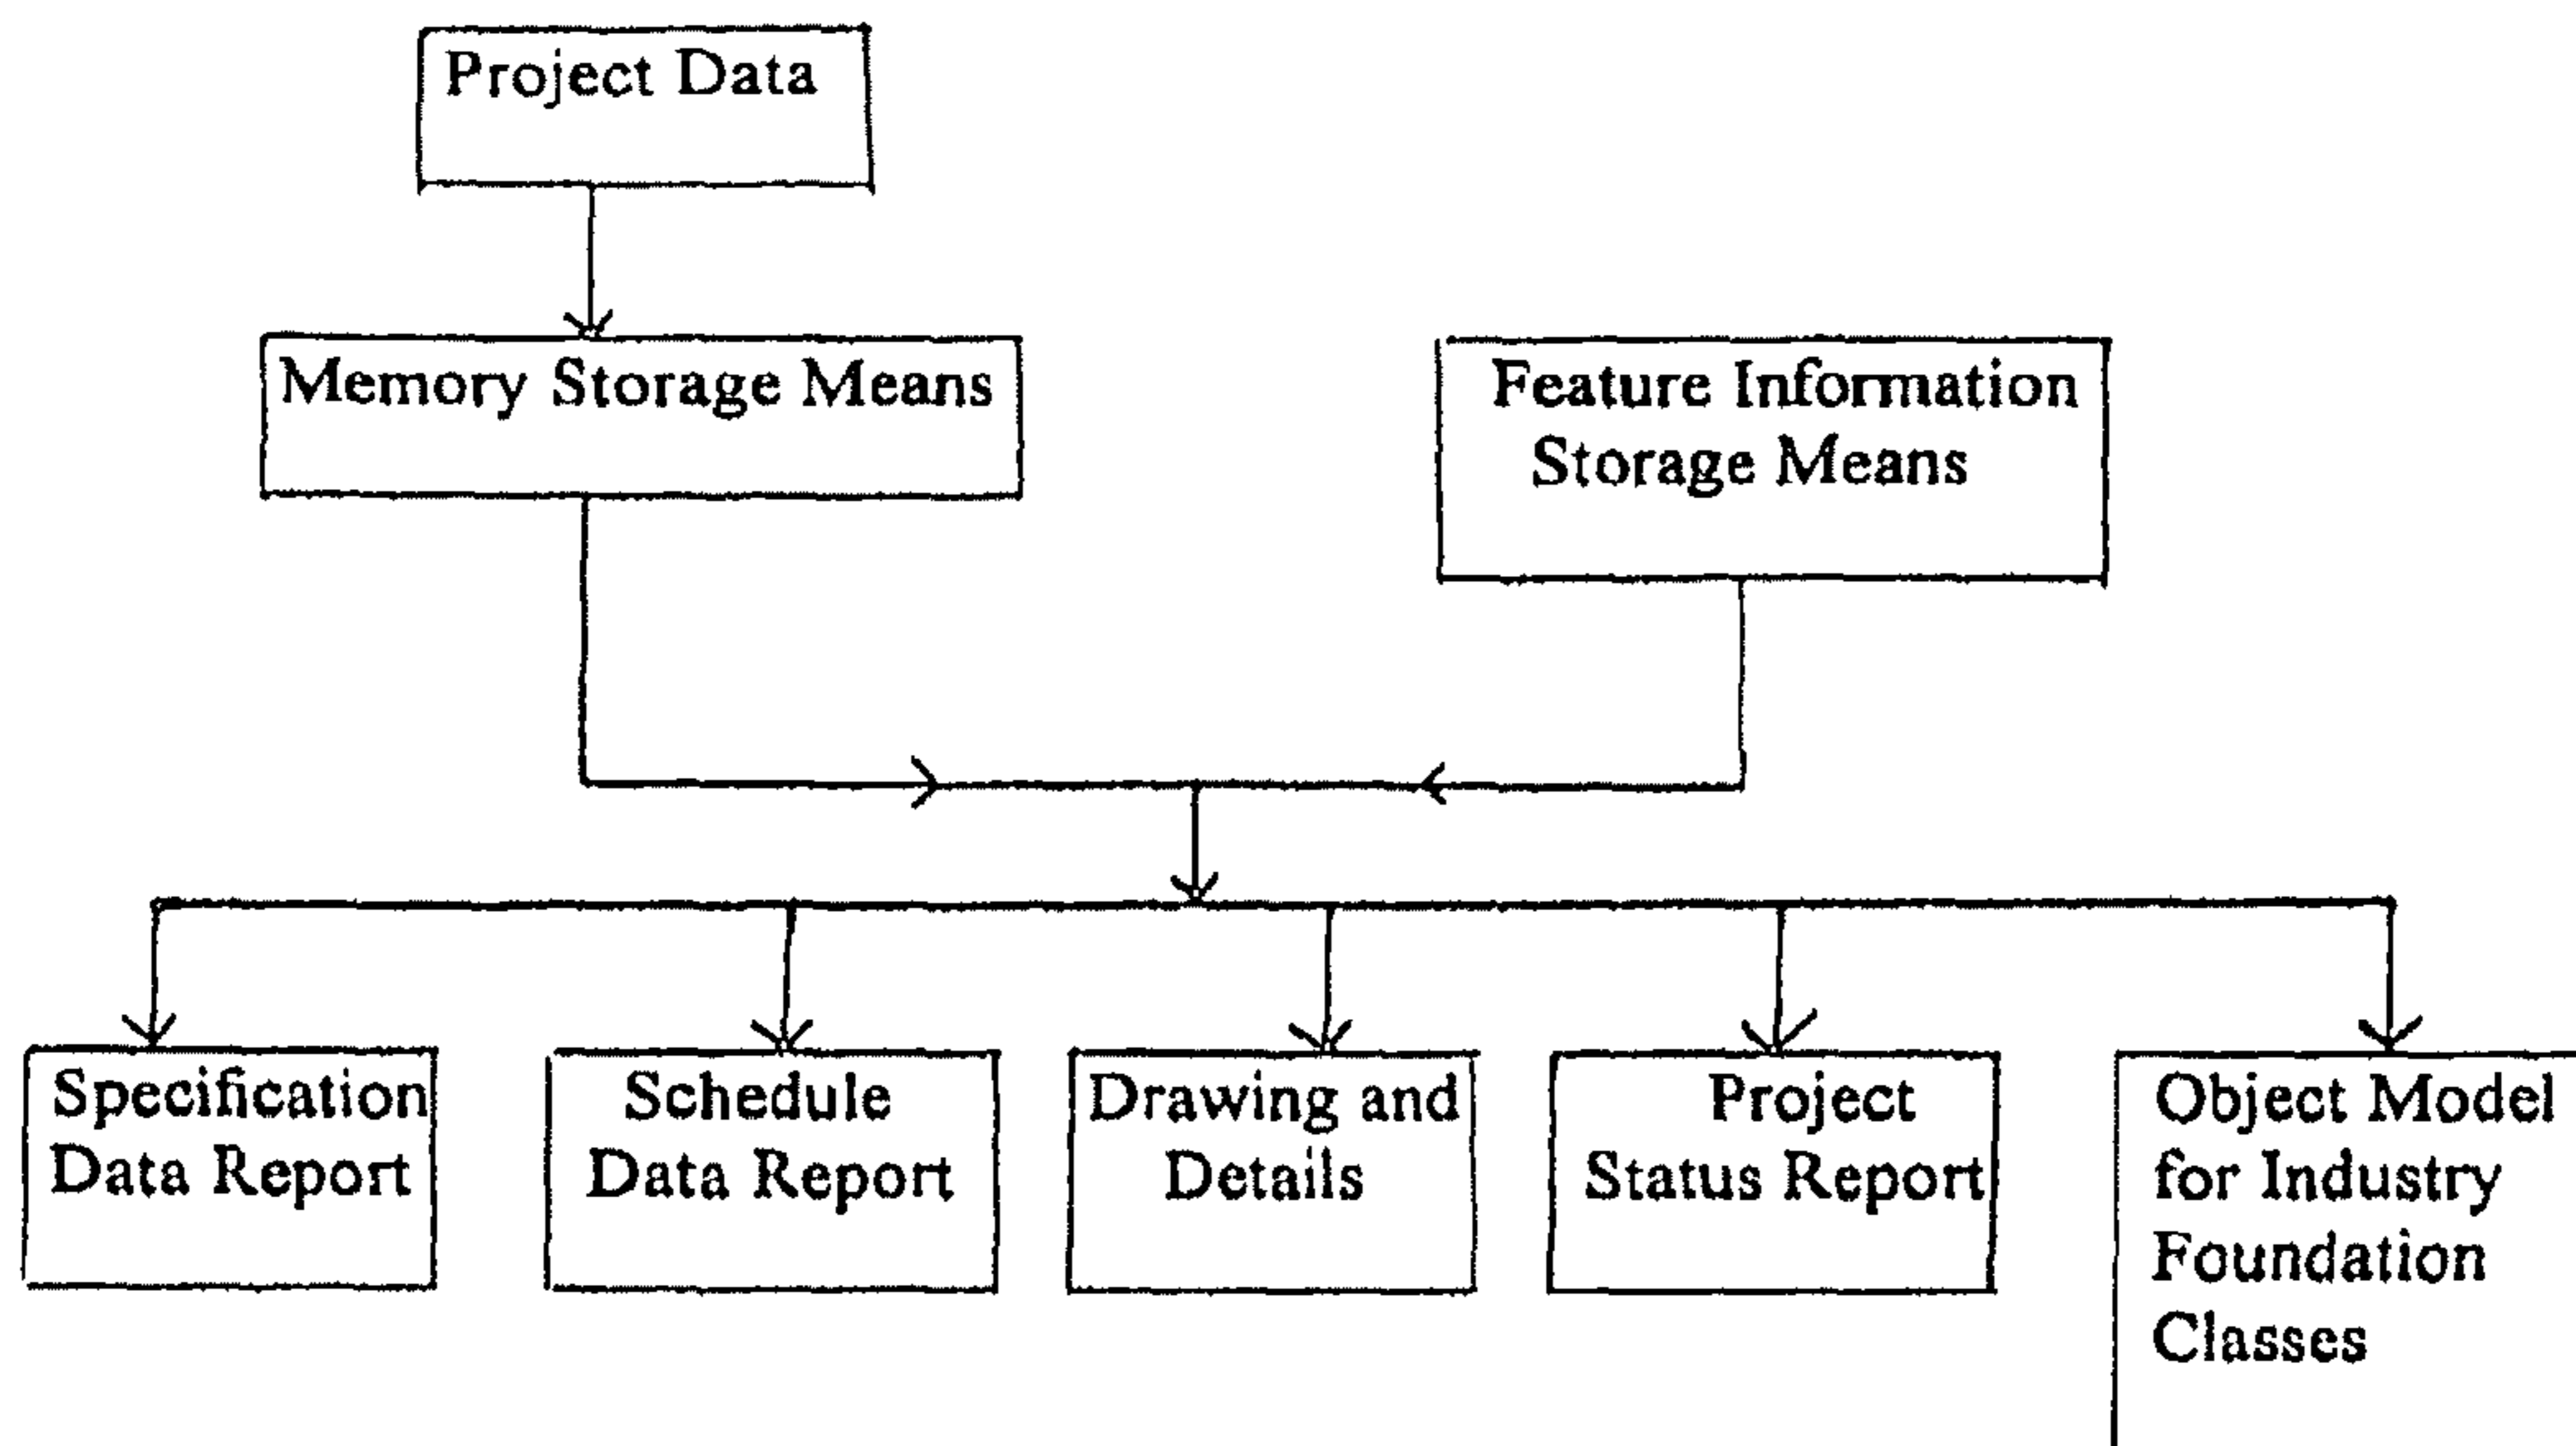 Project Data
Memory Storage Means
Feature Information
Storage Means
Specification
Data Report
Schedule
Data Report
Drawing and
Details
Project
Status Report
Object Model
for Industry
Foundation
Classes